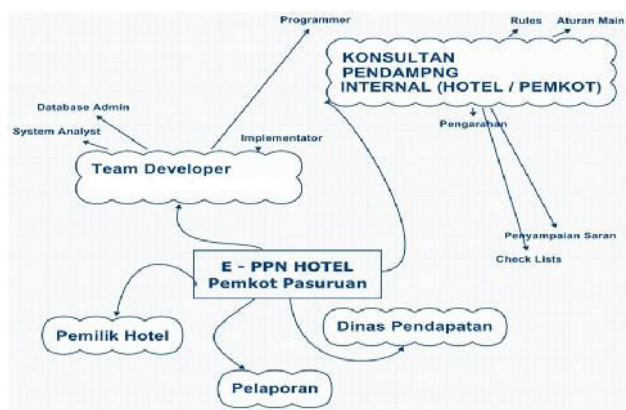 Programmer
Rules
Aturan Main
KONSULTAN
PENDAMPNG
INTERNAL (HOTEL / PEMKOT)
Database Admin
System Analyst
Implementator
Pengarahan
Team Developer
Penyampaian Saran
Check Lists
E - PPN HOTEL
Pemkot Pasuruan
Dinas Pendapatan
Pemilik Hotel
Pelaporan